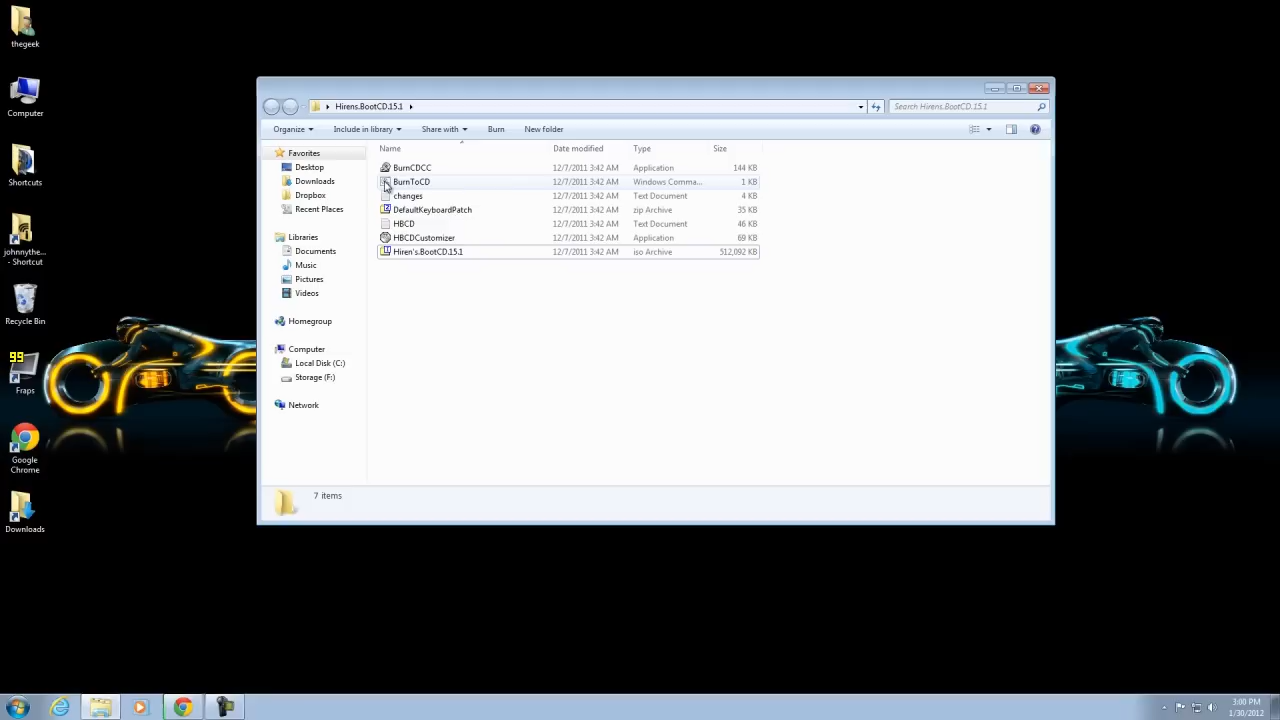 thegeek
Computer
Shortcuts
johnnythe...
- Shortcut
Recycle Bin
99
Fraps
Google
Chrome
Downloads
Hirens.BootCD.15.1
Search Hirens.BootCD.15.1
Organize Include in library Share with Burn New folder
Favorites
Desktop
Downloads
Dropbox
Recent Places
Libraries
Documents
Music
Pictures
Videos
Homegroup
Computer
Local Disk (C:)
Storage (F:)
Network
Name Date modified Type Size
BurnCDCC 12/7/2011 3:42 AM Application 144 KB
BurnToCD 12/7/2011 3:42 AM Windows Comma... 1 KB
changes 12/7/2011 3:42 AM Text Document 4 KB
DefaultKeyboardPatch 12/7/2011 3:42 AM zip Archive 35 KB
HBCD 12/7/2011 3:42 AM Text Document 46 KB
HBCDCustomizer 12/7/2011 3:42 AM Application 69 KB
Hiren's.BootCD.15.1 12/7/2011 3:42 AM iso Archive 512,092 KB
7 items
3:00 PM
1/30/2012